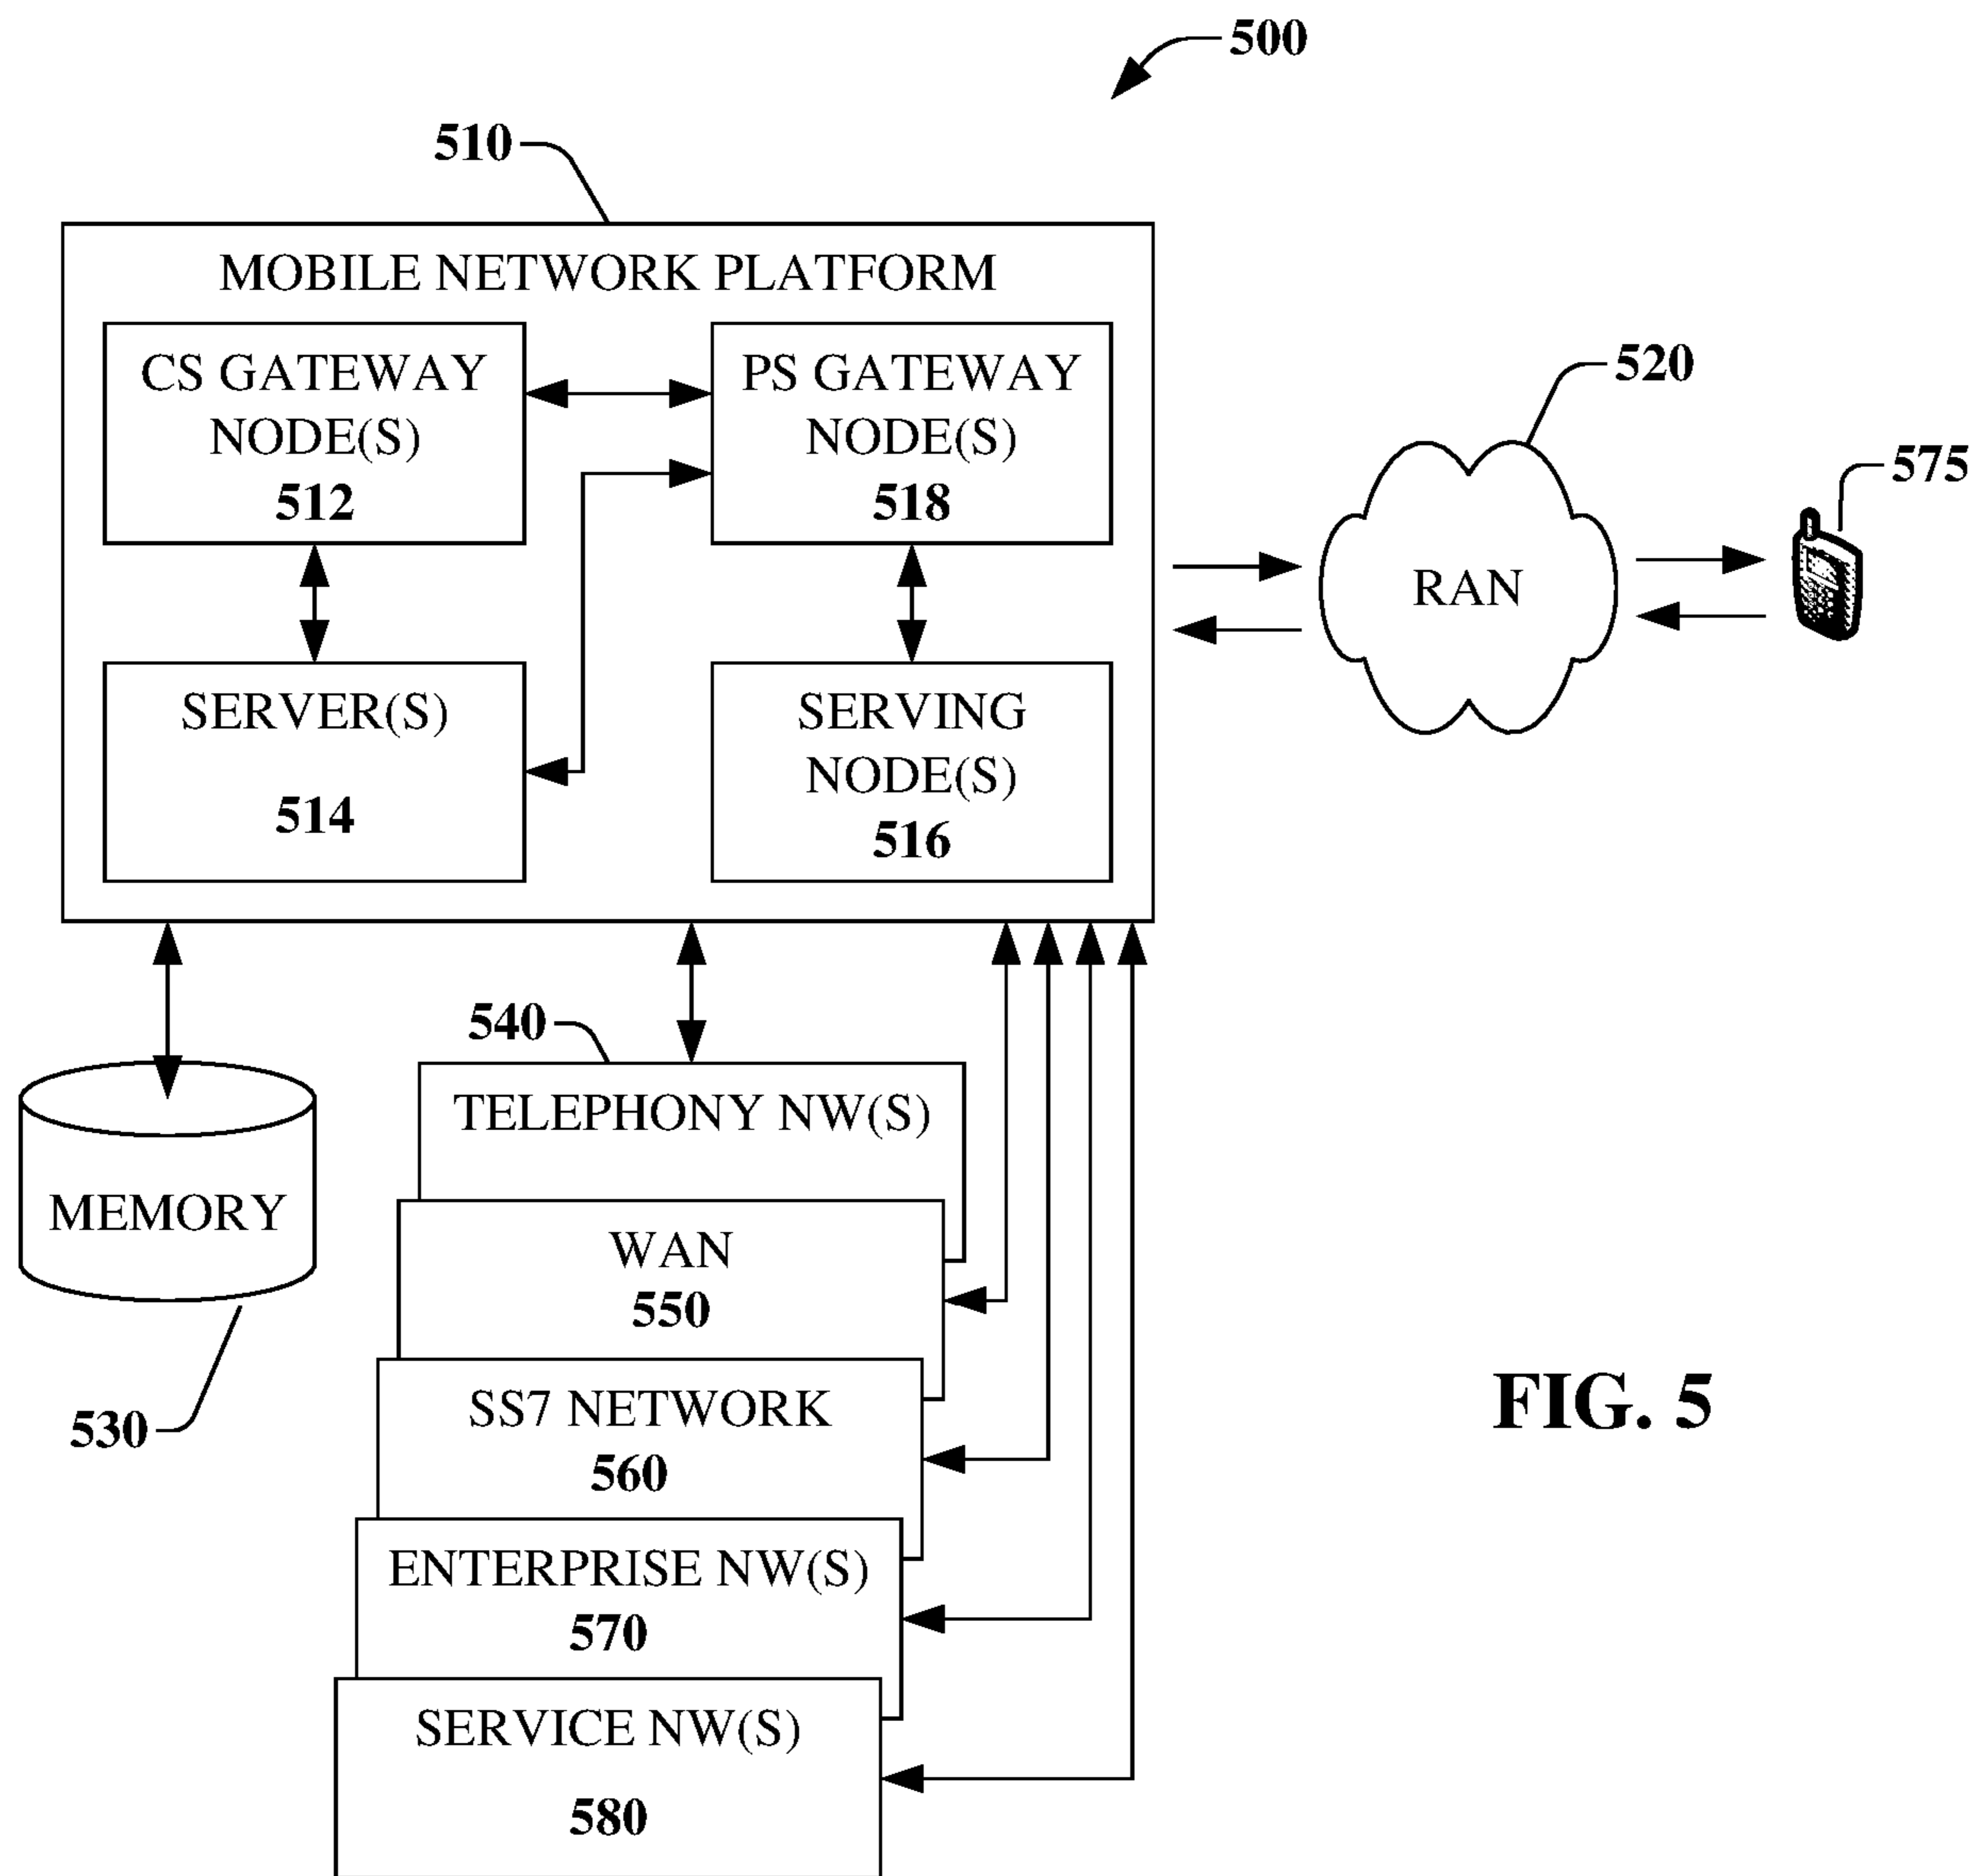 500
510
MOBILE NETWORK PLATFORM
CS GATEWAY
NODE(S)
512
PS GATEWAY
NODE(S)
518
SERVER(S)
514
SERVING
NODE(S)
516
520
RAN
575
540
TELEPHONY NW(S)
MEMORY
530
WAN
550
SS7 NETWORK
560
ENTERPRISE NW(S)
570
SERVICE NW(S)
580
FIG. 5